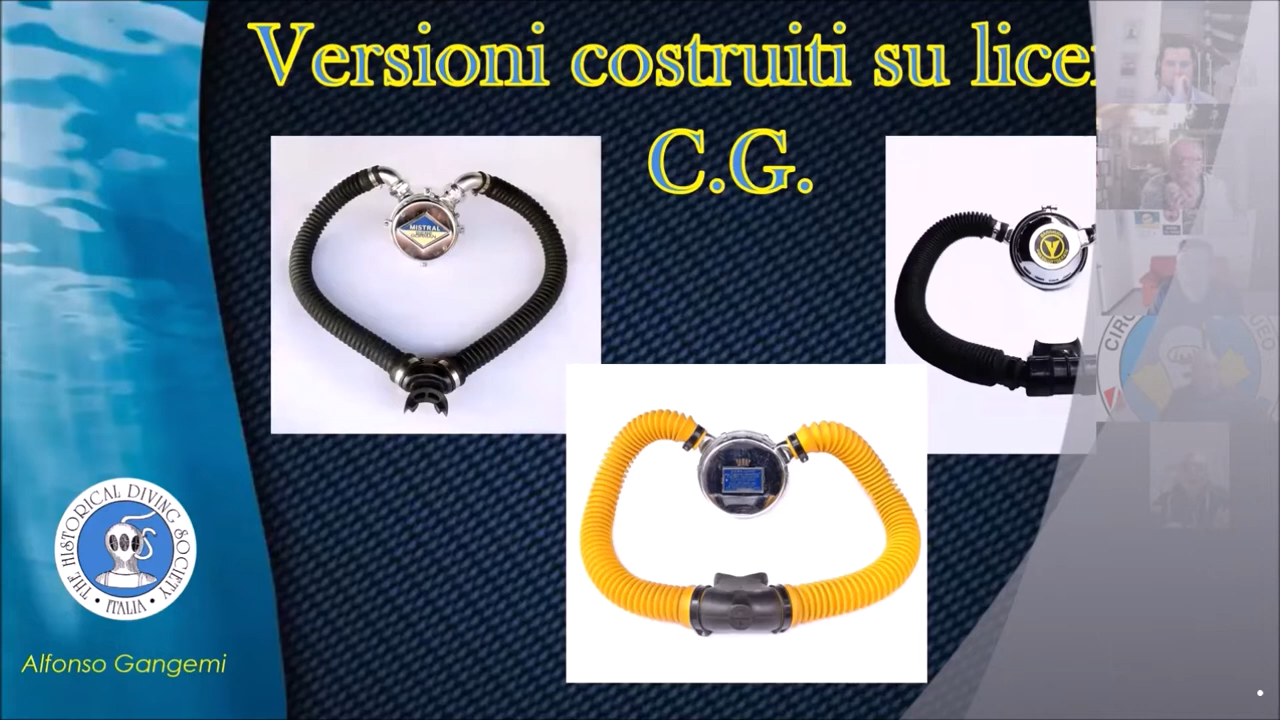 Versioni costruiti su lice
C.G.
MISTRAL
THE HISTORICAL DIVING SOCIETY
• ITALIA •
Alfonso Gangemi